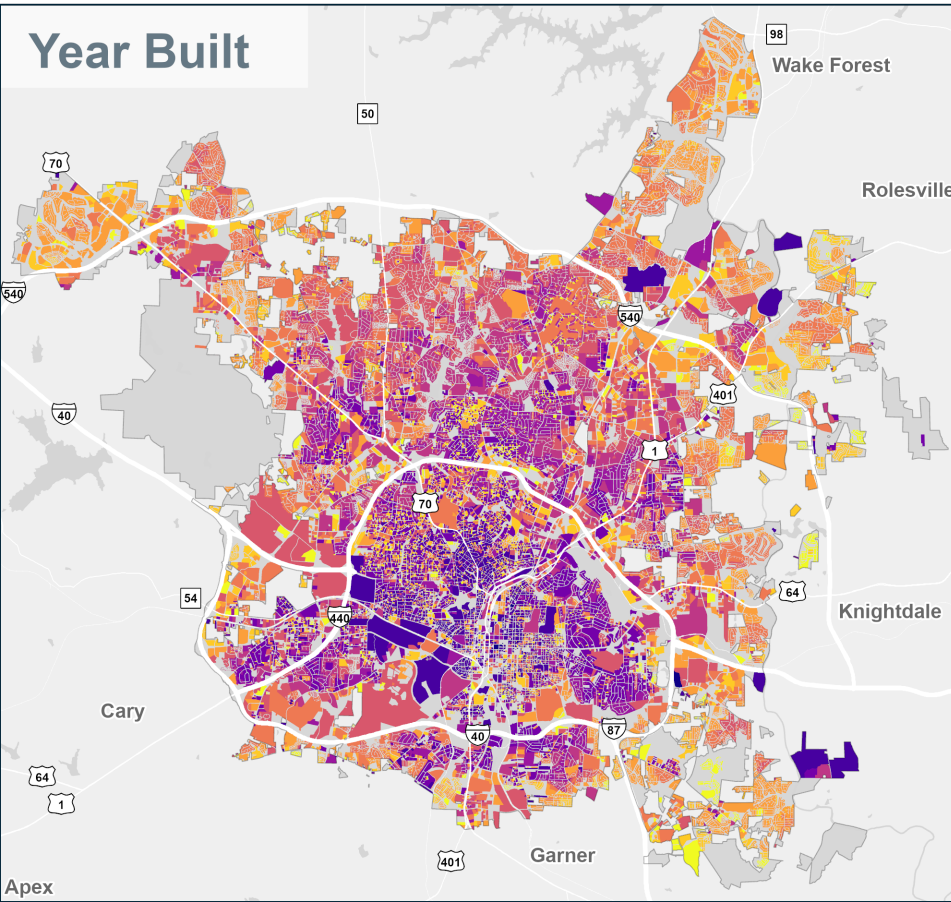 Year Built
98
Wake Forest
50
70
Rolesville
540
540
40
401
1
70
54
64
Knightdale
440
Cary
40
87
64
1
401
Garner
Apex